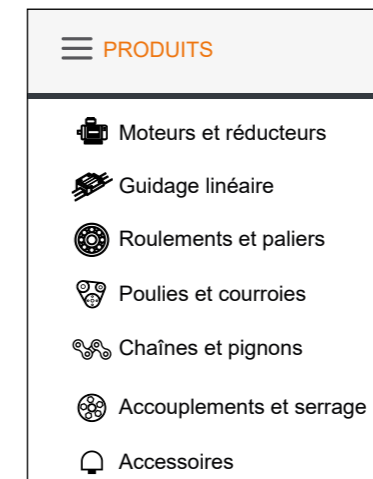 PRODUITS
Moteurs et réducteurs
Guidage linéaire
Roulements et paliers
Poulies et courroies
Chaînes et pignons
Accouplements et serrage
Accessoires